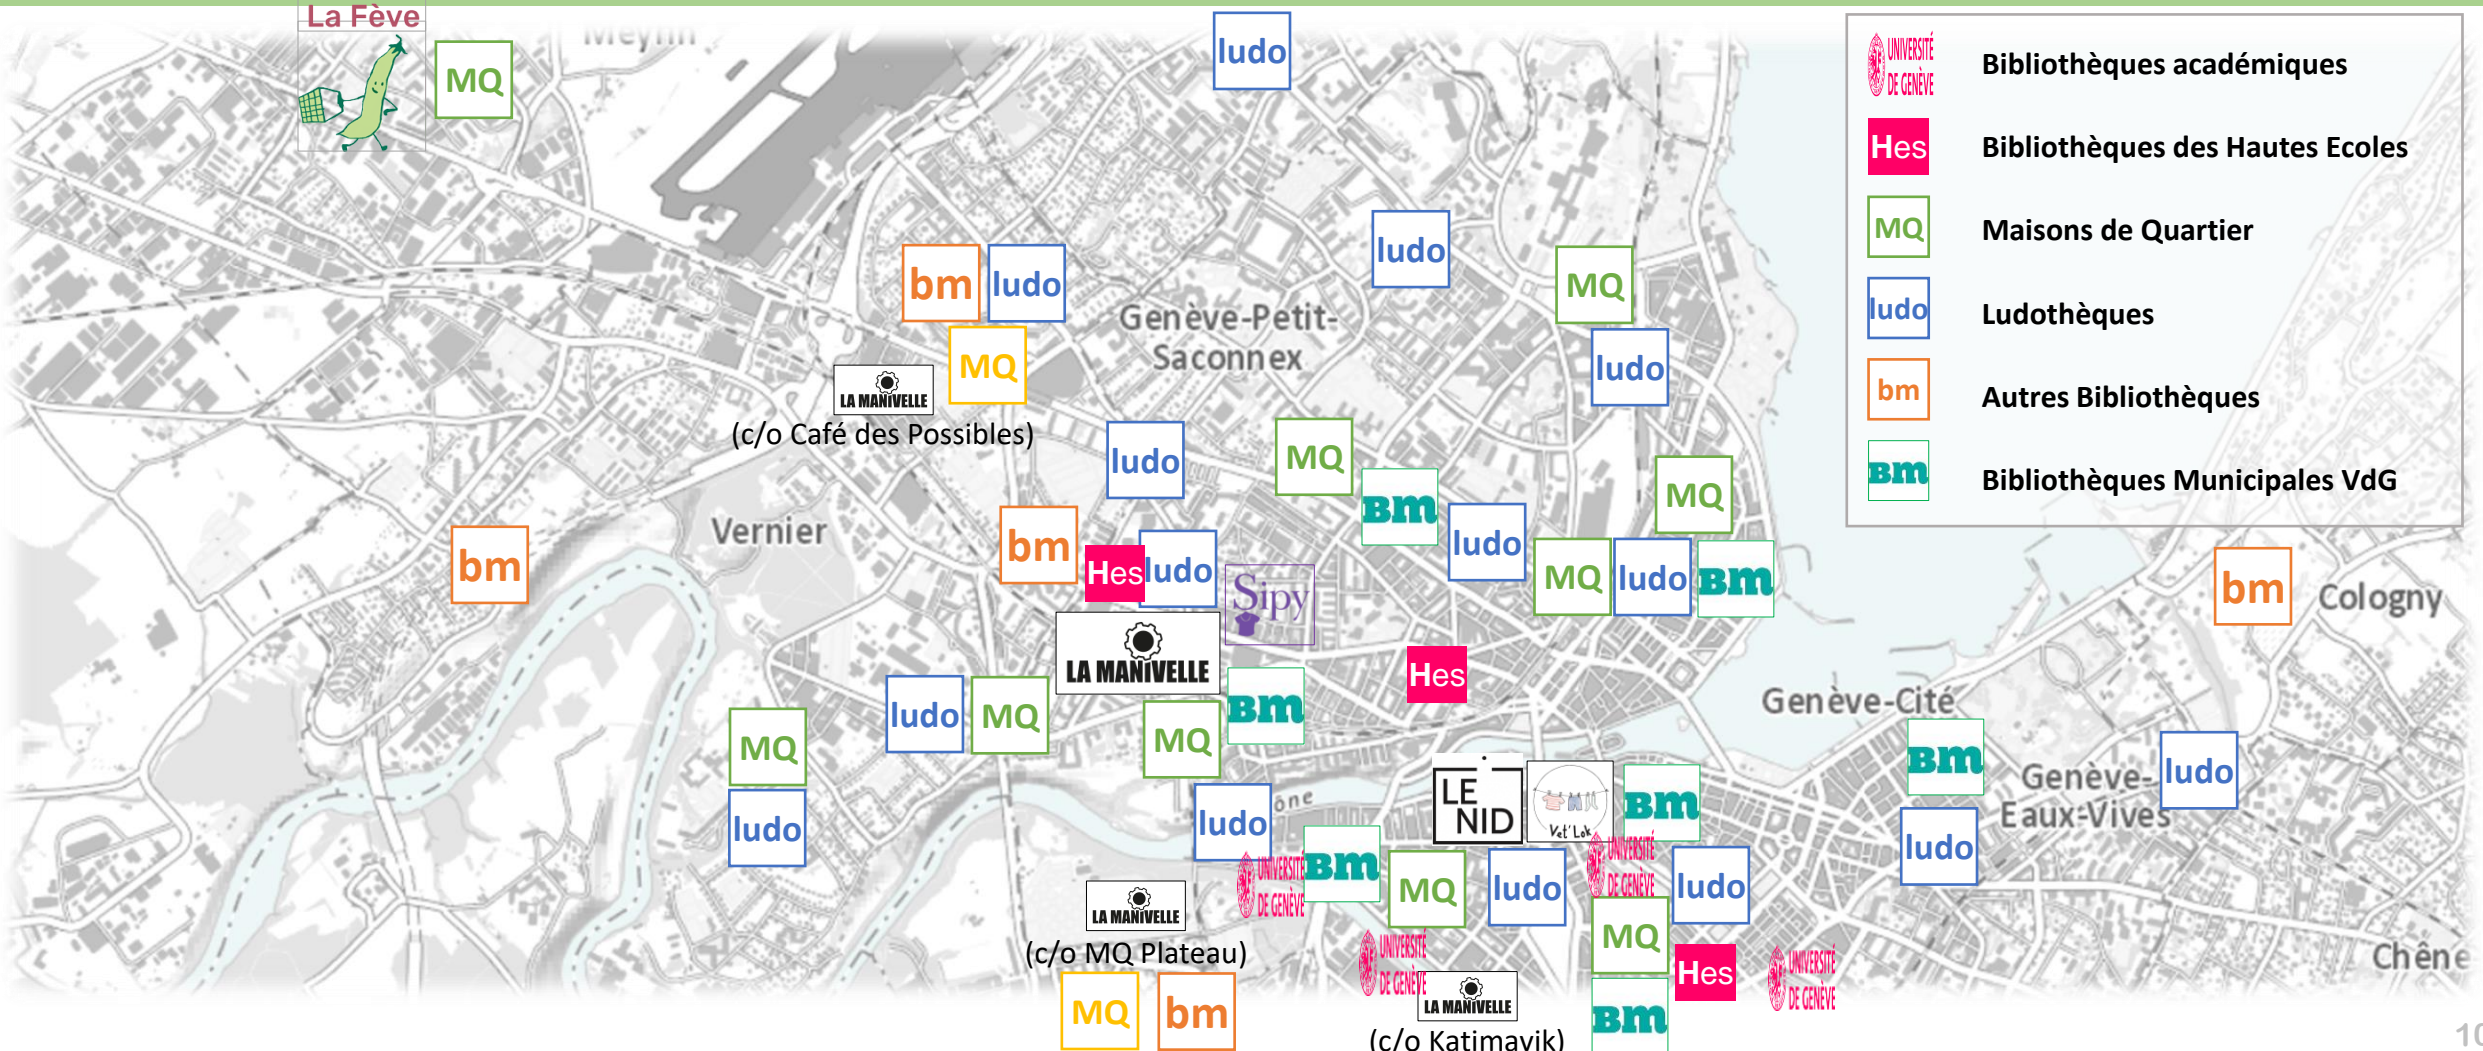 La Fève
MQ
ludo
UNIVERSITÉ
DE GENÈVE
Bibliothèques académiques
Hes
Bibliothèques des Hautes Ecoles
MQ
Maisons de Quartier
ludo
Ludothèques
bm
Autres Bibliothèques
Bm
Bibliothèques Municipales VdG
Meyrin
ludo
MQ
bm
ludo
Genève-Petit-
Saconnex
MQ
ludo
LA MANIVELLE
(c/o Café des Possibles)
ludo
MQ
Bm
MQ
Vernier
bm
bm
Hes
ludo
Sipy
ludo
MQ
ludo
Bm
bm
Cologny
LA MANIVELLE
Hes
ludo
MQ
MQ
Bm
Genève-Cité
MQ
ludo
ludo
ône
LE
NID
Vet'Lok
Bm
Bm
Genève-
Eaux-Vives
ludo
ludo
UNIVERSITÉ
DE GENÈVE
Bm
MQ
ludo
UNIVERSITÉ
DE GENÈVE
ludo
LA MANIVELLE
(c/o MQ Plateau)
MQ
bm
UNIVERSITÉ
DE GENÈVE
LA MANIVELLE
(c/o Katimavik)
MQ
Hes
UNIVERSITÉ
DE GENÈVE
Bm
Chêne
10